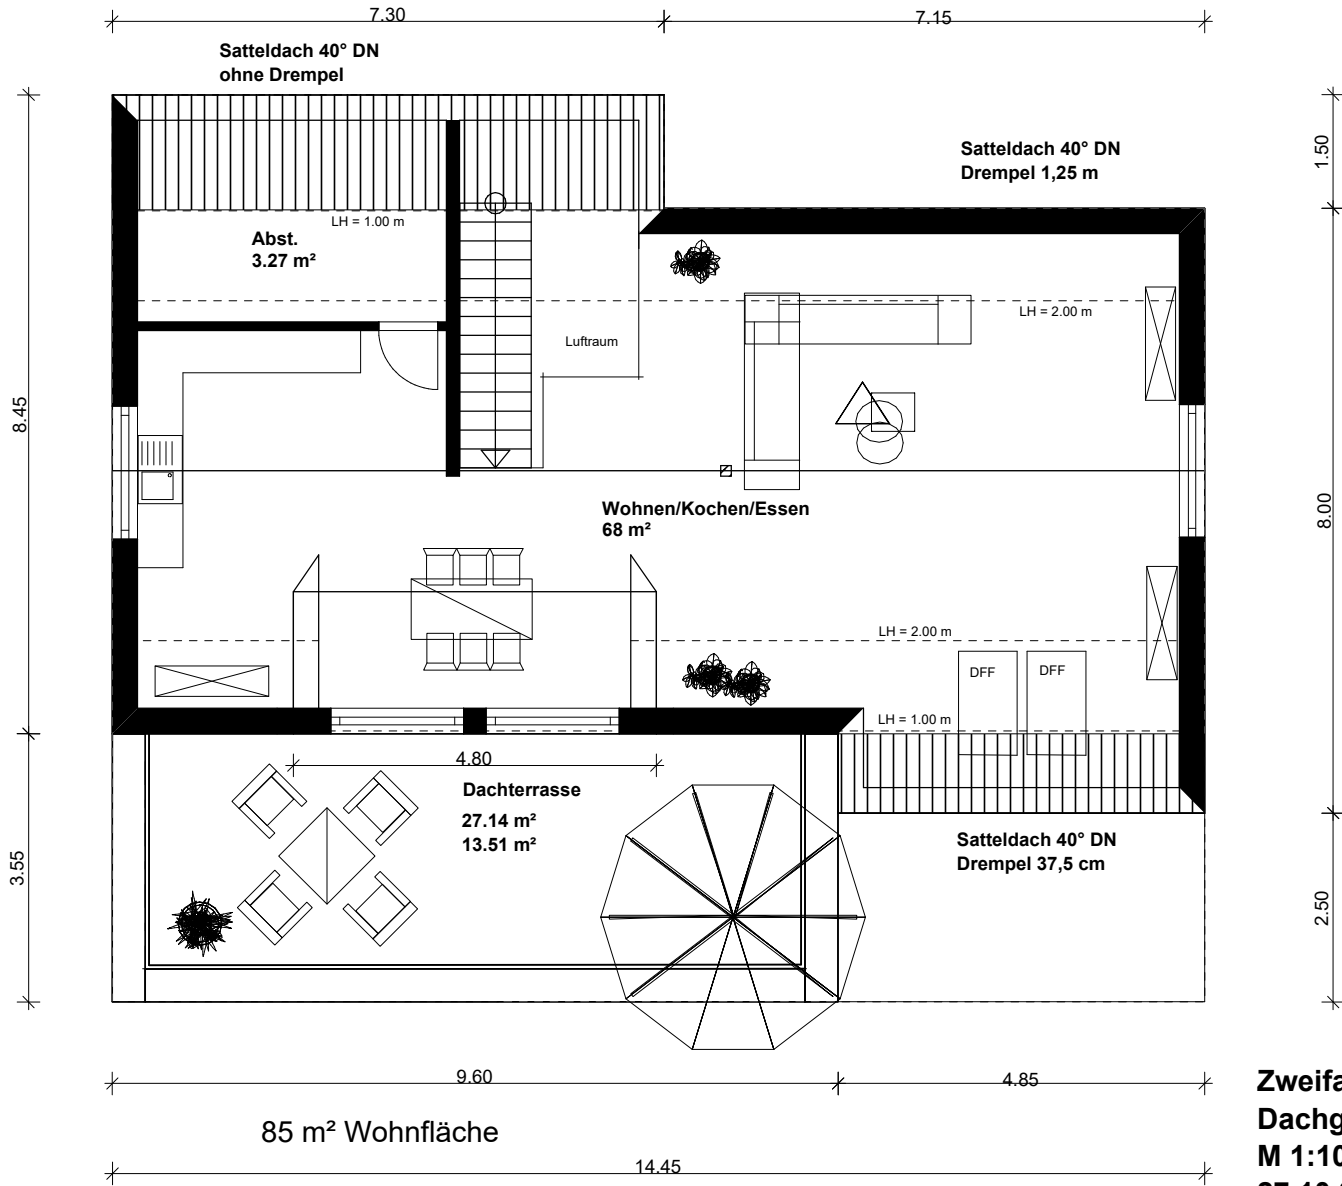 7.30
7.15
Satteldach 40° DN
ohne Drempel
1.50
Satteldach 40° DN
Drempel 1,25 m
LH = 1.00 m
Abst.
3.27 m²
LH = 2.00 m
Luftraum
8.45
Wohnen/Kochen/Essen
68 m²
8.00
LH = 2.00 m
DFF
DFF
LH = 1.00 m
4.80
Dachterrasse
27.14 m²
13.51 m²
Satteldach 40° DN
Drempel 37,5 cm
3.55
2.50
9.60
4.85
Zweifa
Dachg
M 1:10
85 m² Wohnfläche
14.45